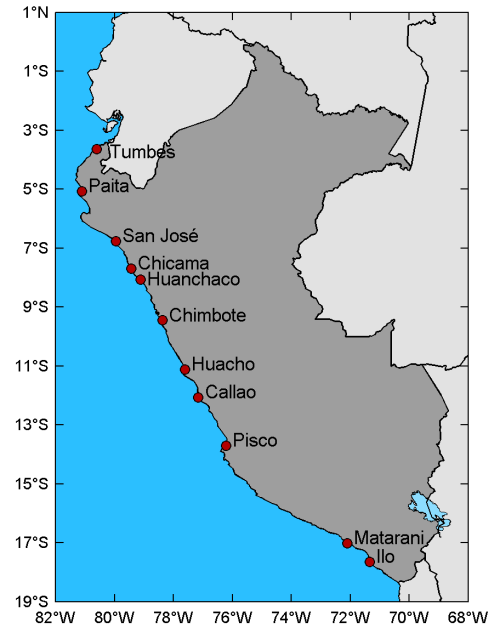 1°N
1°S
3°S
Tumbes
5°S
Paita
San José
7°S
Chicama
Huanchaco
9°S
Chimbote
11°S
Huacho
Callao
13°S
Pisco
15°S
17°S
Matarani
Ilo
19°S
82°W 80°W 78°W 76°W 74°W 72°W 70°W 68°W